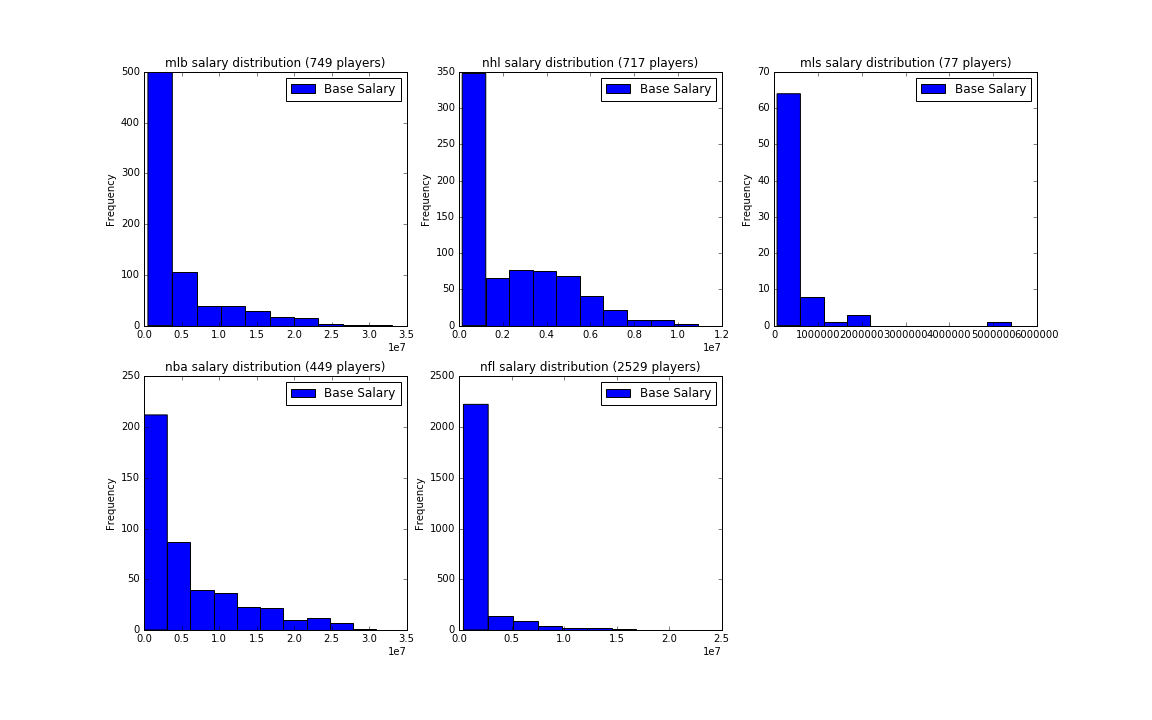 mlb salary distribution (749 players)
Base Salary
Frequency
500
400
300
200
100
0
0.0 0.5 1.0 1.5 2.0 2.5 3.0 3.5
1e7
nhl salary distribution (717 players)
Base Salary
Frequency
350
300
250
200
150
100
50
0
0.0 0.2 0.4 0.6 0.8 1.0 1.2
1e7
mls salary distribution (77 players)
Base Salary
Frequency
70
60
50
40
30
20
10
0
0 1000000 2000000 3000000 4000000 5000000 6000000
nba salary distribution (449 players)
Base Salary
Frequency
250
200
150
100
50
0
0.0 0.5 1.0 1.5 2.0 2.5 3.0 3.5
1e7
nfl salary distribution (2529 players)
Base Salary
Frequency
2500
2000
1500
1000
500
0
0.0 0.5 1.0 1.5 2.0 2.5
1e7